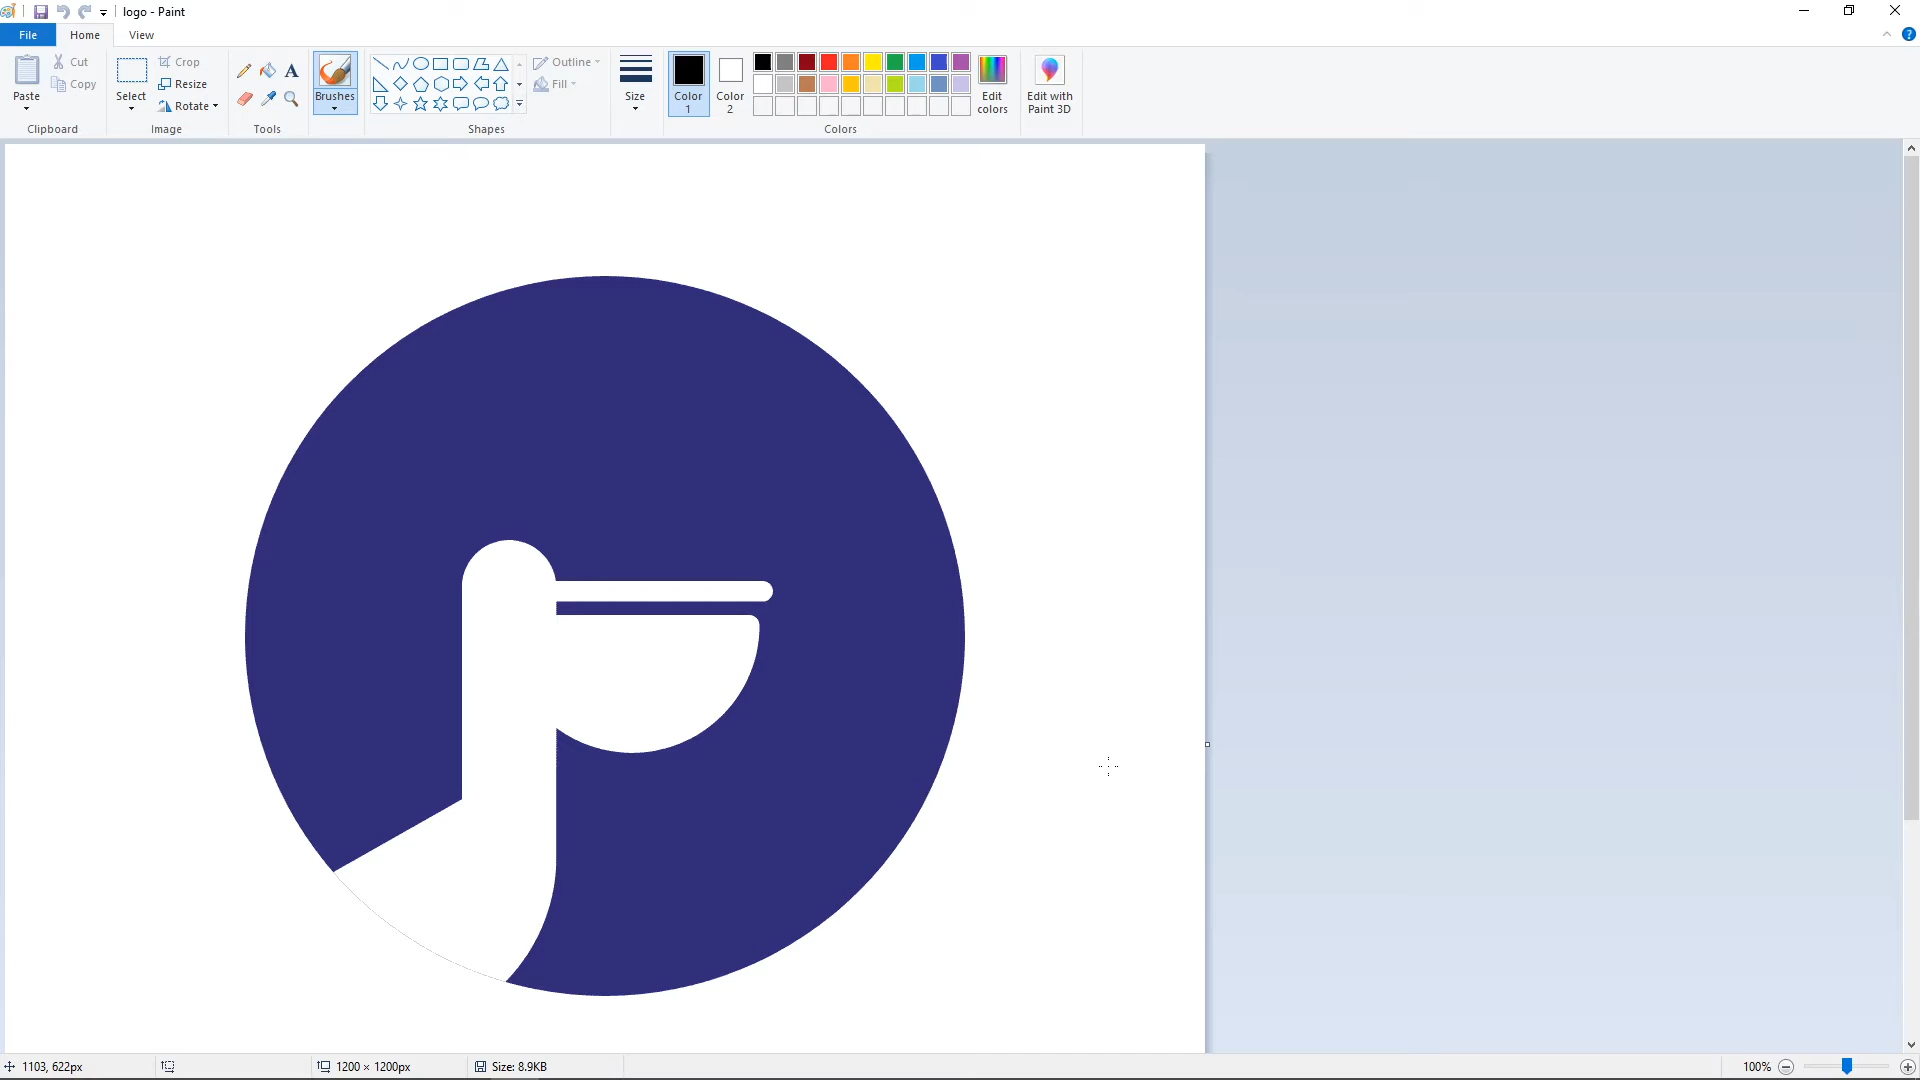 logo - Paint
File Home View
Paste
Cut
Copy
Clipboard
Select
Crop
Resize
Rotate
Image
A
Tools
Brushes
Outline
Fill
Shapes
Size
Color
1
Color
2
Edit
colors
Colors
Edit with
Paint 3D
1103, 622px
1200 × 1200px
Size: 8.9KB
100%